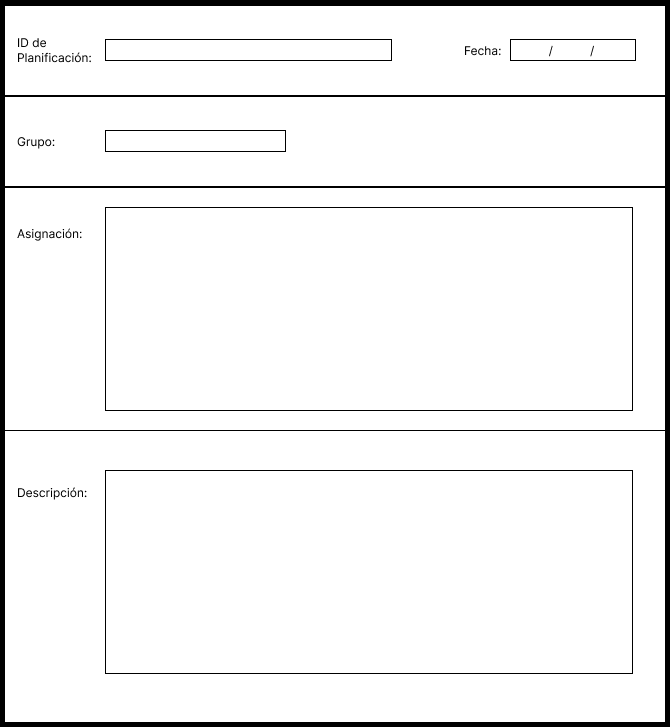 ID de
Planificación:
Fecha: / /
Grupo:
Asignación:
Descripción: